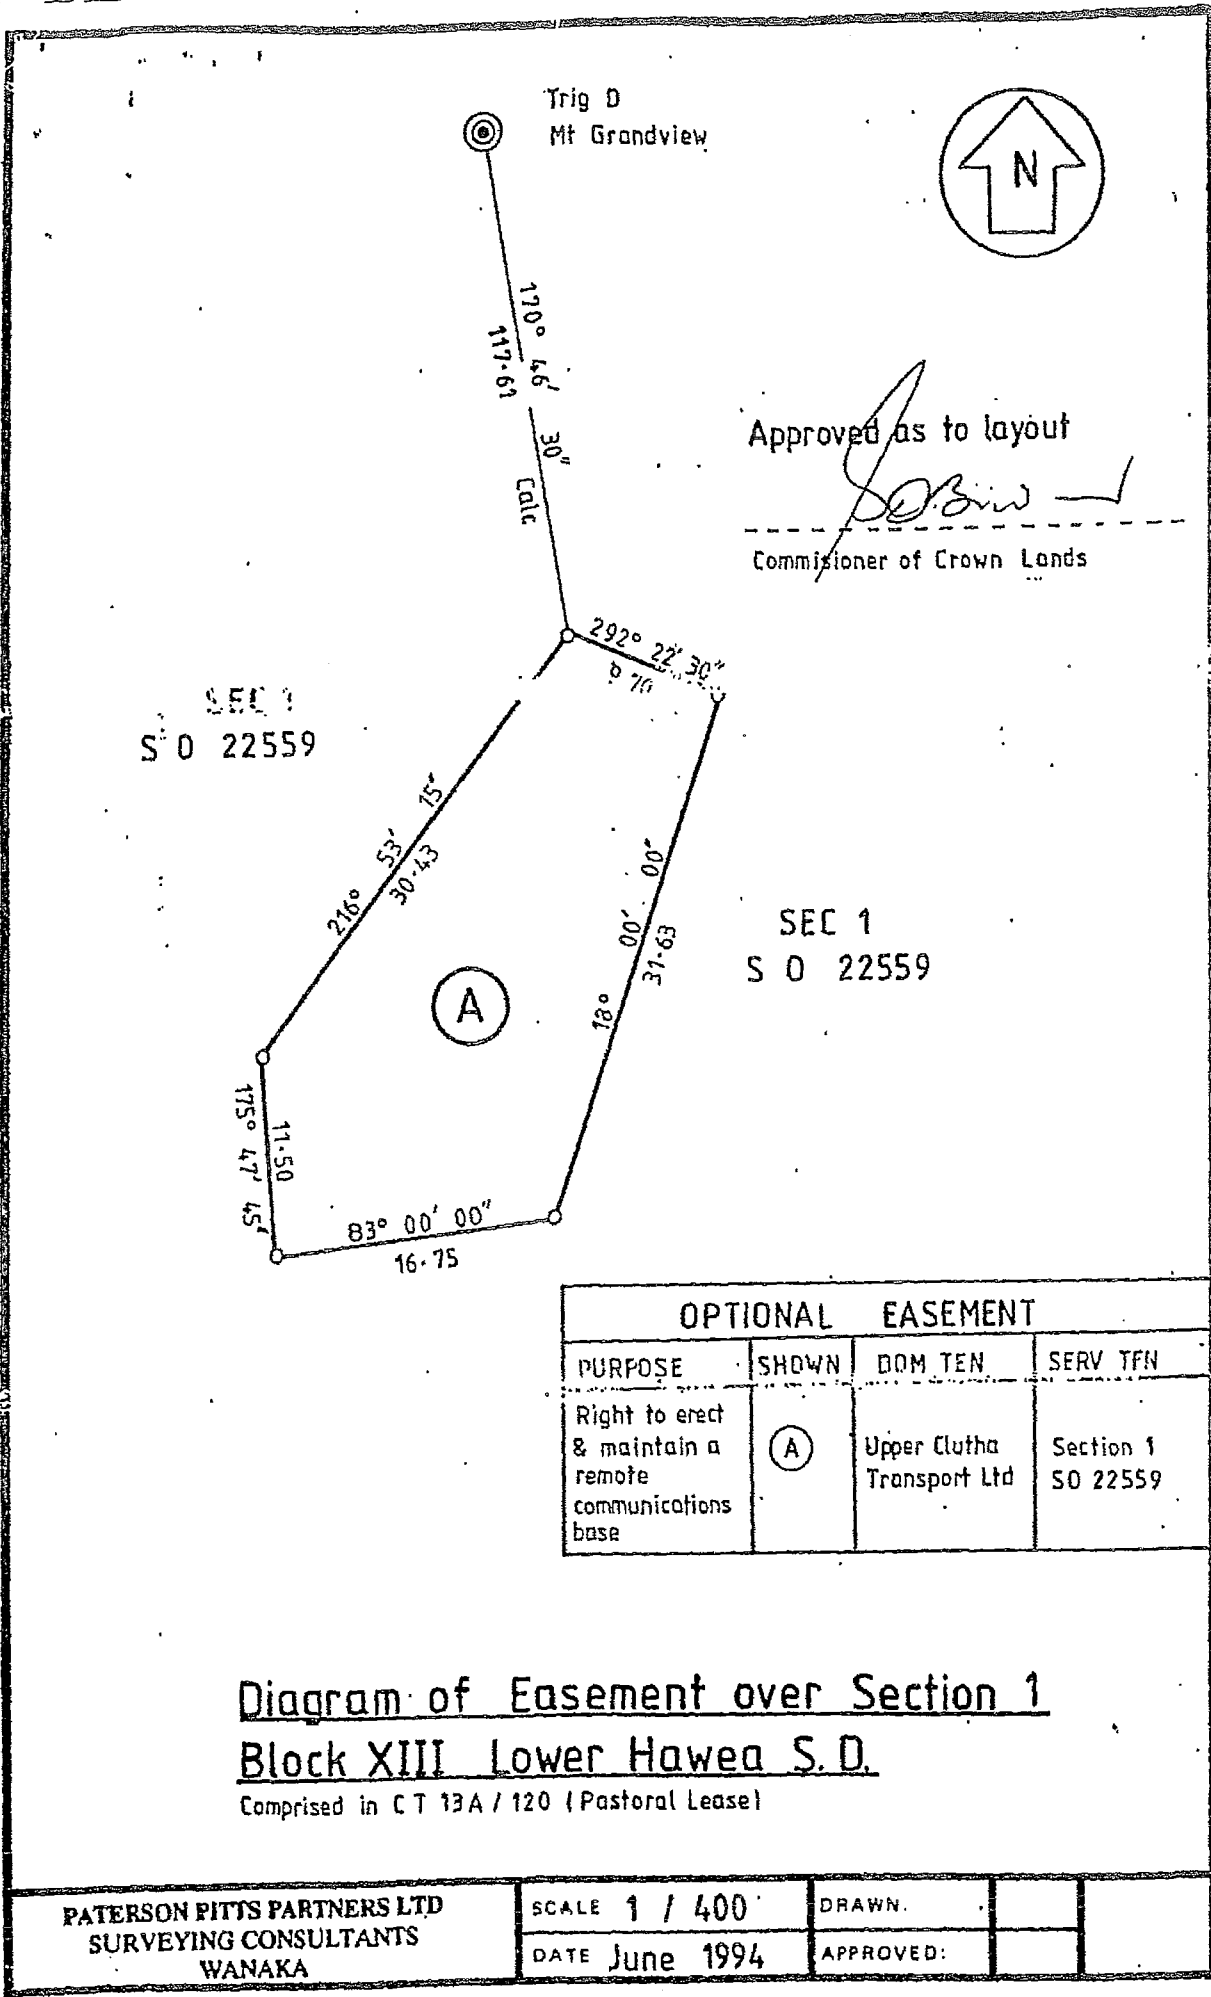 Trig D
Mt Grandview
N
170° 46' 30"
117·61
Calc
Approved as to layout
Commisioner of Crown Lands
292° 22' 30"
9 70
SEC 1
S O 22559
216° 53' 15"
30·43
18° 00' 00"
31·63
SEC 1
S O 22559
A
175° 47' 45"
11·50
83° 00' 00"
16·75
OPTIONAL EASEMENT
PURPOSE SHOWN DOM TEN SERV TEN
Right to erect
& maintain a
remote
communications
base
A
Upper Clutha
Transport Ltd
Section 1
SO 22559
Diagram of Easement over Section 1
Block XIII Lower Hawea S.D.
Comprised in C T 13A / 120 (Pastoral Lease)
PATERSON PITTS PARTNERS LTD
SURVEYING CONSULTANTS
WANAKA
SCALE 1 / 400
DATE June 1994
DRAWN.
APPROVED: